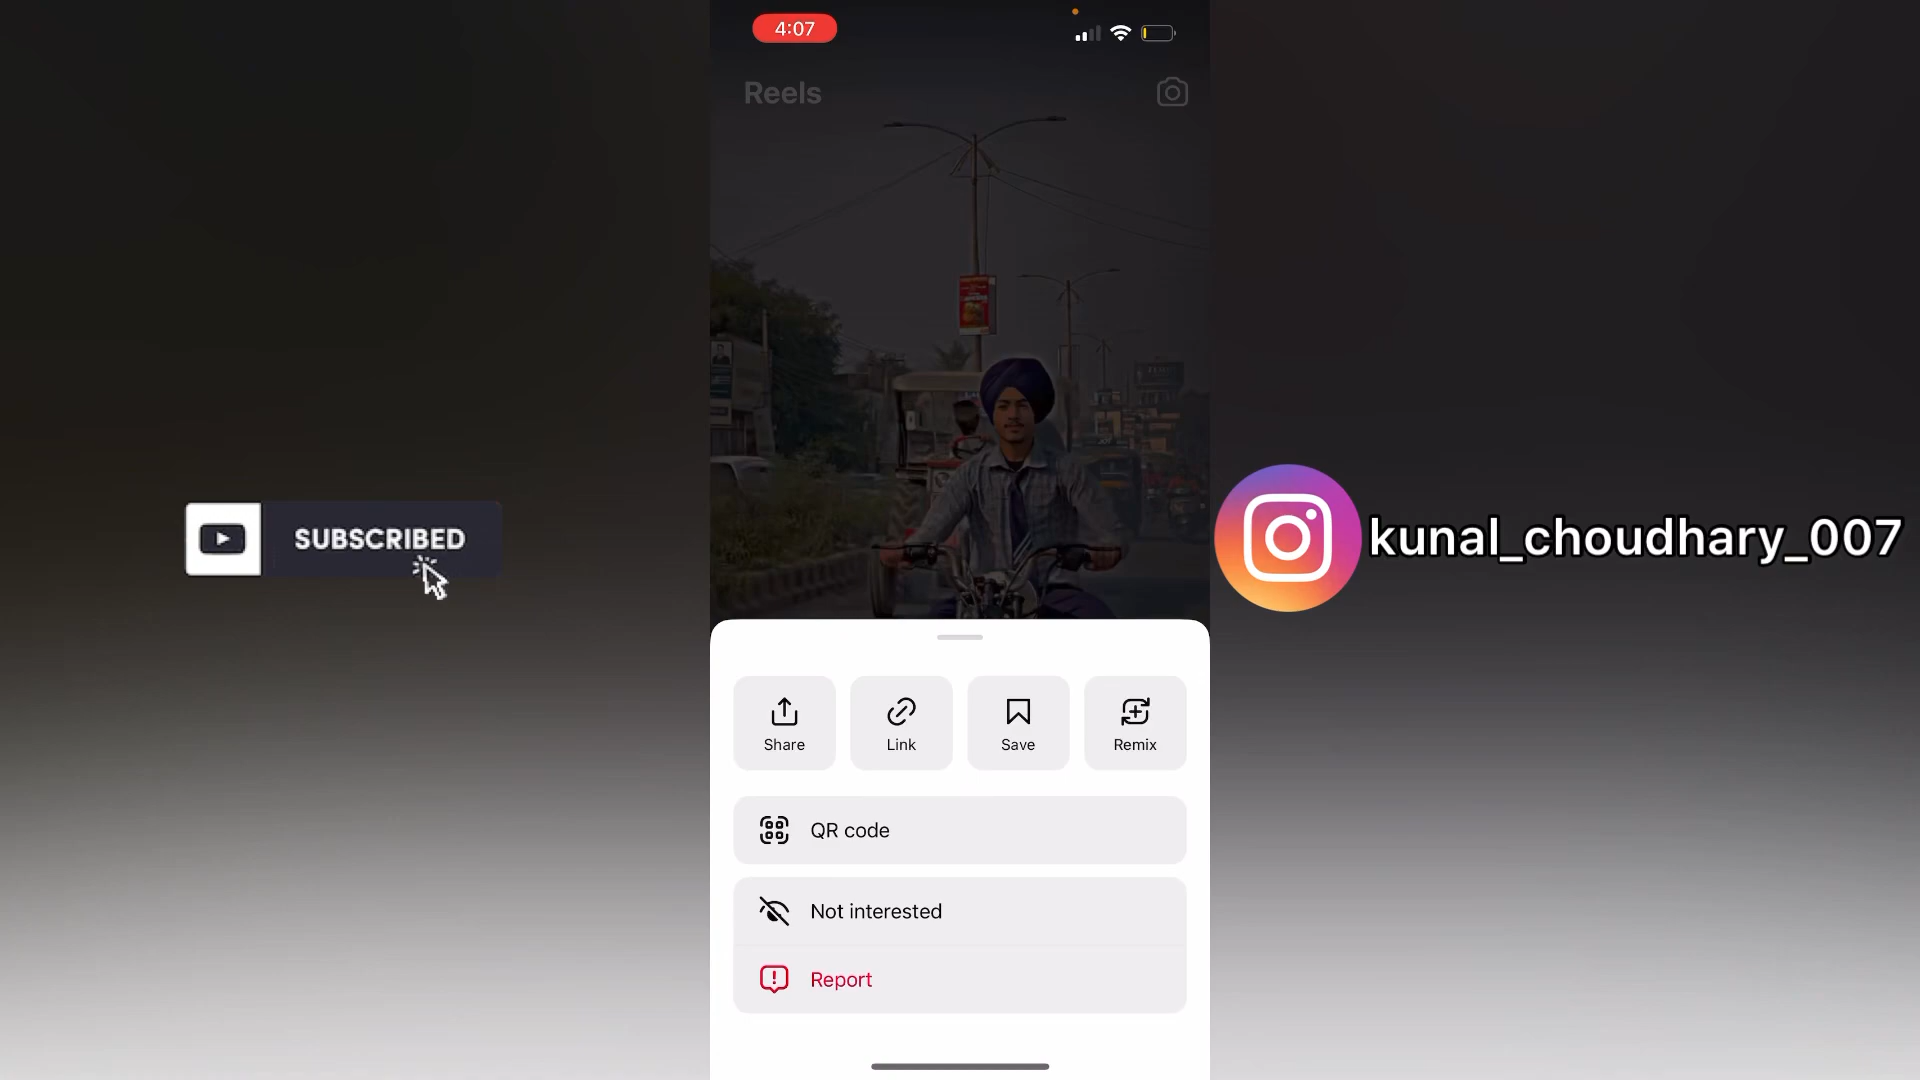 4:07
Reels
SUBSCRIBED
kunal_choudhary_007
Share
Link
Save
Remix
QR code
Not interested
Report